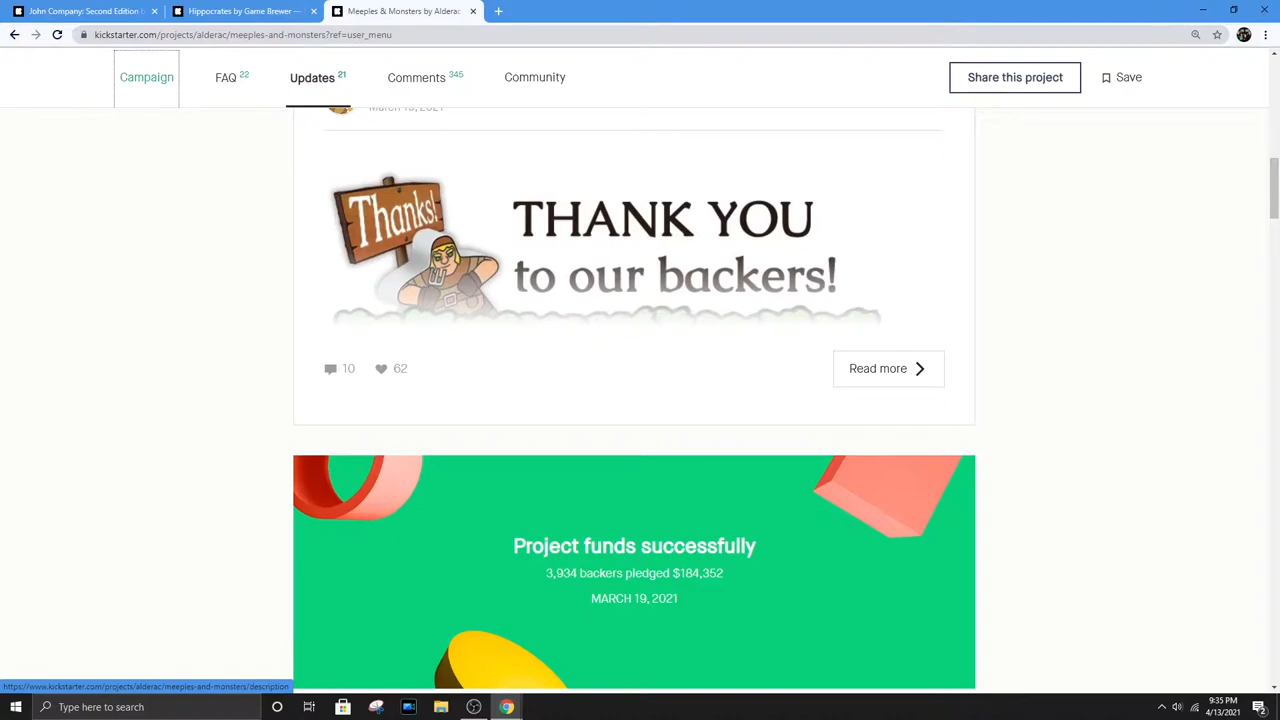 John Company: Second Edition b
Hippocrates by Game Brewer —
Meeples & Monsters by Alderac
kickstarter.com/projects/alderac/meeples-and-monsters?ref=user_menu
Campaign
FAQ 22
Updates 21
Comments 345
Community
Share this project
Save
Thanks!
THANK YOU
to our backers!
10
62
Read more
Project funds successfully
3,934 backers pledged $184,352
MARCH 19, 2021
https://www.kickstarter.com/projects/alderac/meeples-and-monsters/description
Type here to search
9:35 PM
4/13/2021
2